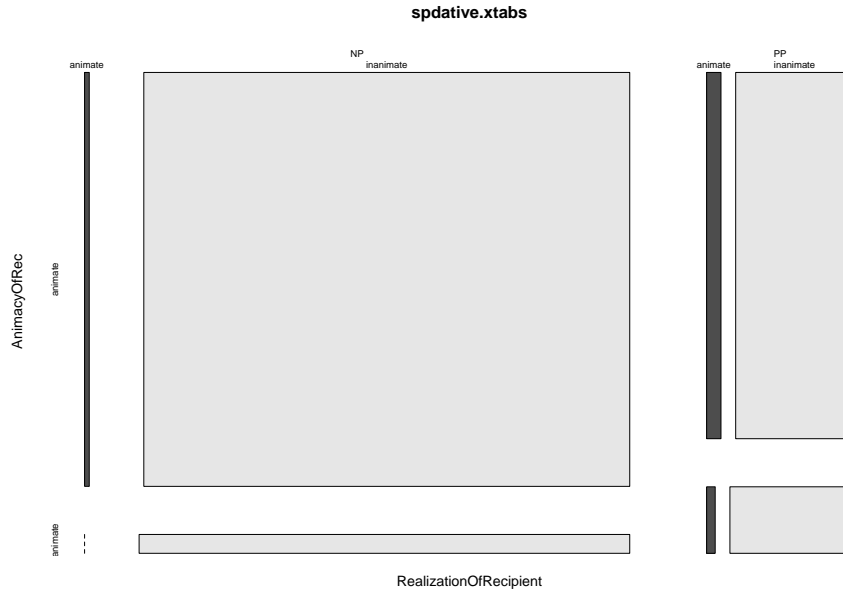 spdative.xtabs
NP
PP
animate
inanimate
animate
inanimate
AnimacyOfRec
animate
animate
RealizationOfRecipient